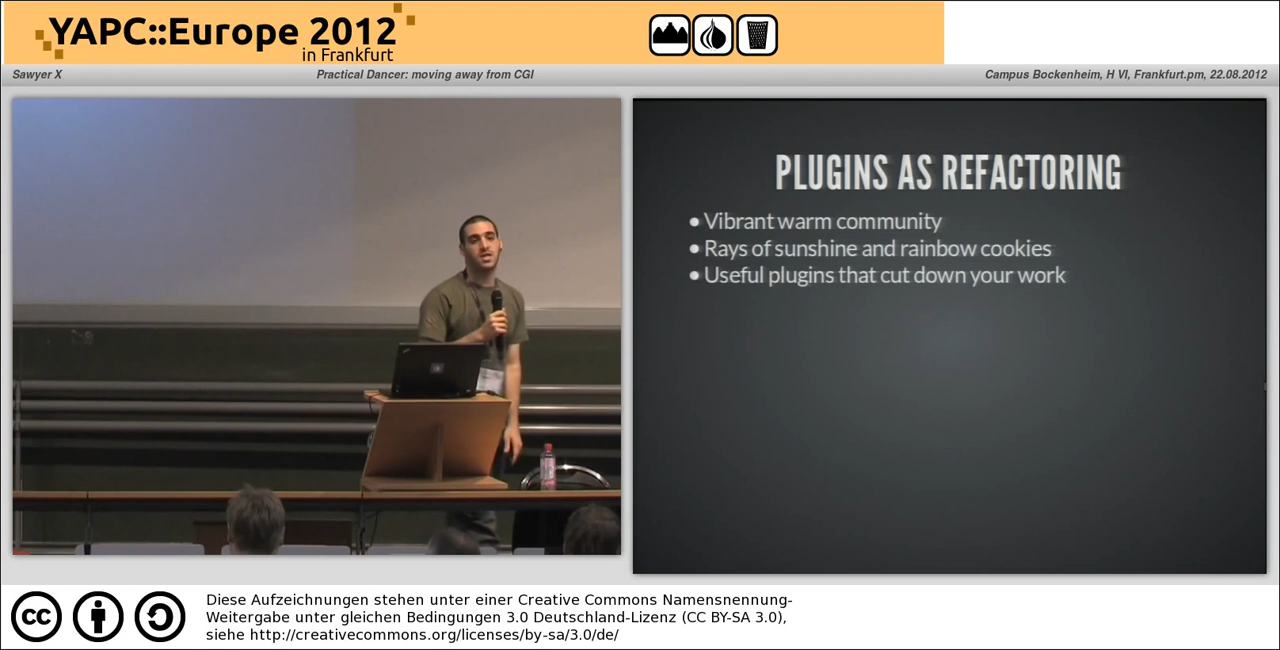 YAPC::Europe 2012
in Frankfurt
Sawyer X
Practical Dancer: moving away from CGI
Campus Bockenheim, H VI, Frankfurt.pm, 22.08.2012
PLUGINS AS REFACTORING
• Vibrant warm community
• Rays of sunshine and rainbow cookies
• Useful plugins that cut down your work
cc
Diese Aufzeichnungen stehen unter einer Creative Commons Namensnennung-
Weitergabe unter gleichen Bedingungen 3.0 Deutschland-Lizenz (CC BY-SA 3.0),
siehe http://creativecommons.org/licenses/by-sa/3.0/de/